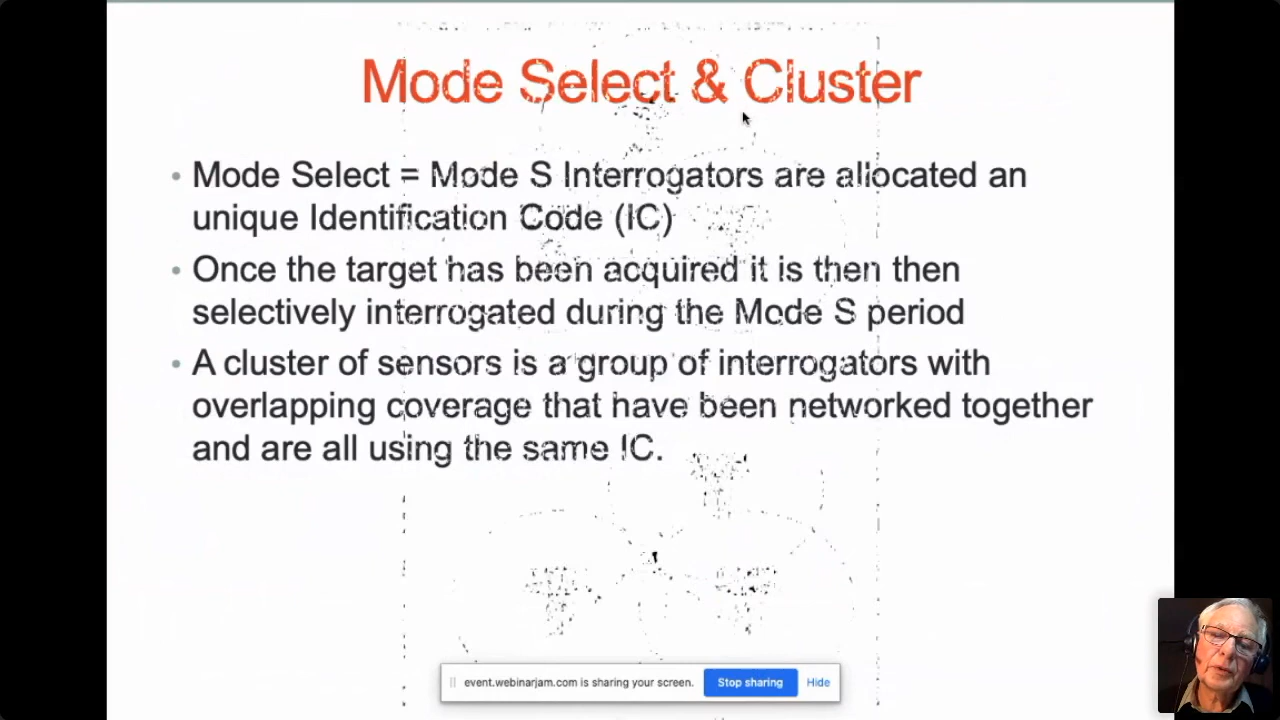 Mode Select & Cluster
• Mode Select = Mode S Interrogators are allocated an
unique Identification Code (IC)
• Once the target has been acquired it is then then
selectively interrogated during the Mode S period
• A cluster of sensors is a group of interrogators with
overlapping coverage that have been networked together
and are all using the same IC.
event.webinarjam.com is sharing your screen. Stop sharing Hide